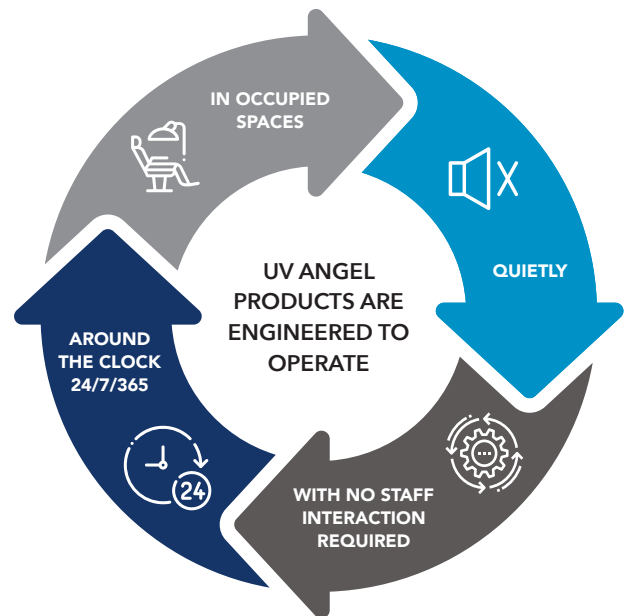 IN OCCUPIED
SPACES
QUIETLY
UV ANGEL
PRODUCTS ARE
ENGINEERED TO
OPERATE
AROUND
THE CLOCK
24/7/365
24
WITH NO STAFF
INTERACTION
REQUIRED